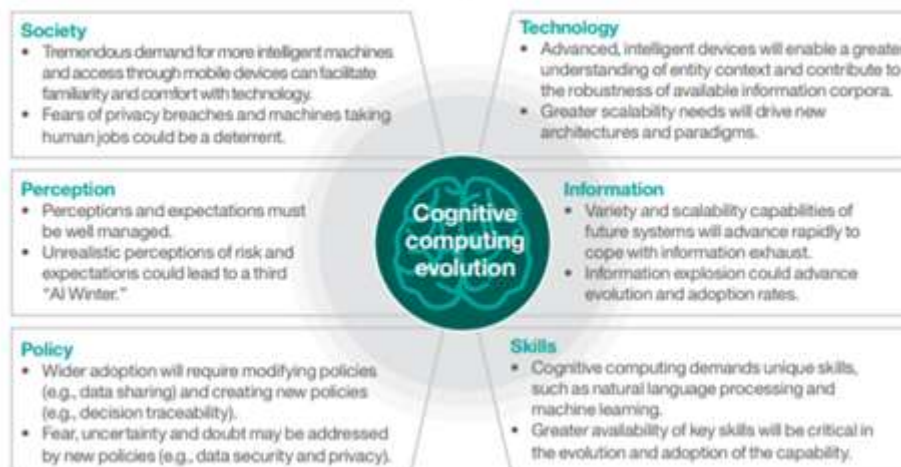 Society
• Tremendous demand for more intelligent machines
and access through mobile devices can facilitate
familiarity and comfort with technology.
• Fears of privacy breaches and machines taking
human jobs could be a deterrent.
Technology
• Advanced, intelligent devices will enable a greater
understanding of entity context and contribute to
the robustness of available information corpora.
• Greater scalability needs will drive new
architectures and paradigms.
Perception
• Perceptions and expectations must
be well managed.
• Unrealistic perceptions of risk and
expectations could lead to a third
"AI Winter."
Cognitive
computing
evolution
Information
• Variety and scalability capabilities of
future systems will advance rapidly to
cope with information exhaust.
• Information explosion could advance
evolution and adoption rates.
Policy
• Wider adoption will require modifying policies
(e.g., data sharing) and creating new policies
(e.g., decision traceability).
• Fear, uncertainty and doubt may be addressed
by new policies (e.g., data security and privacy).
Skills
• Cognitive computing demands unique skills,
such as natural language processing and
machine learning.
• Greater availability of key skills will be critical in
the evolution and adoption of the capability.